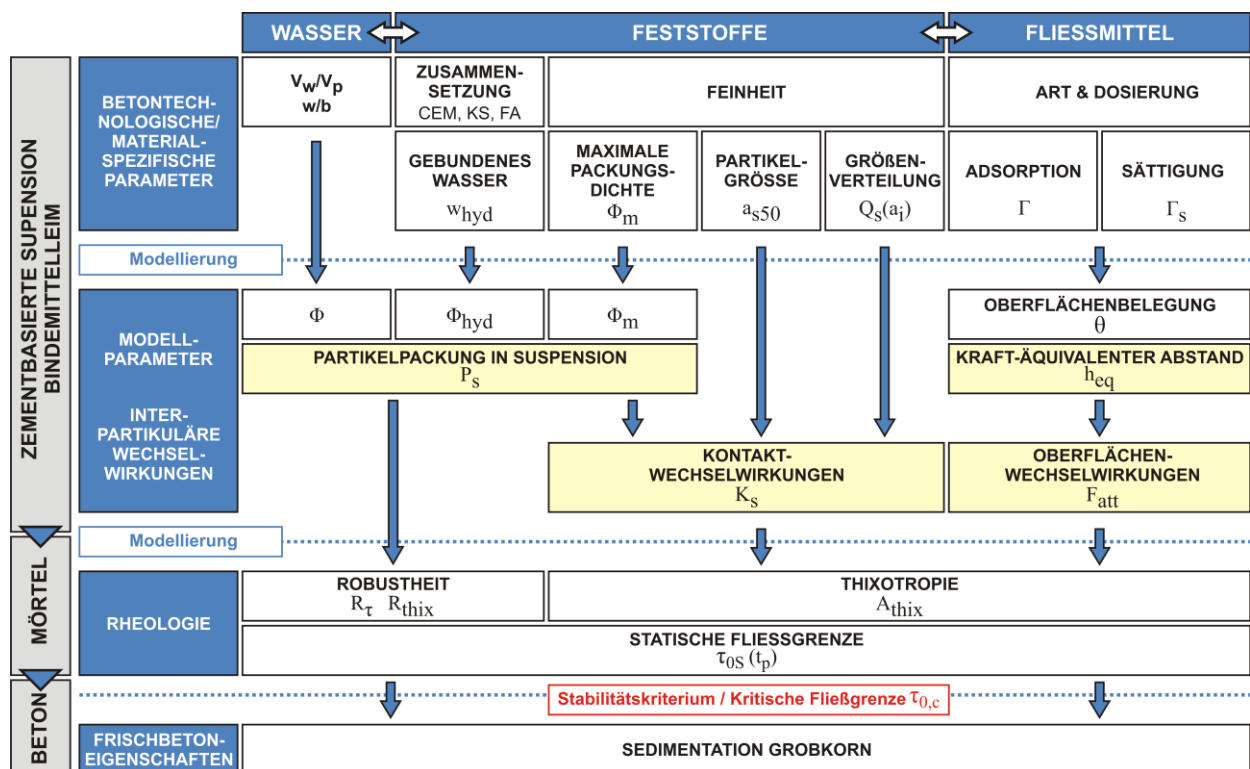 WASSER
FESTSTOFFE
FLIESSMITTEL
ZEMENTBASIERTE SUPENSION
BINDEMITTELLEIM
BETONTECH-
NOLOGISCHE/
MATERIAL-
SPEZIFISCHE
PARAMETER
Vw/Vp
w/b
ZUSAMMEN-
SETZUNG
CEM, KS, FA
FEINHEIT
ART & DOSIERUNG
GEBUNDENES
WASSER
whyd
MAXIMALE
PACKUNGS-
DICHTE
Φm
PARTIKEL-
GRÖSSE
as50
GRÖßEN-
VERTEILUNG
Qs(ai)
ADSORPTION
Γ
SÄTTIGUNG
Γs
Modellierung
MODELL-
PARAMETER
Φ
Φhyd
Φm
OBERFLÄCHENBELEGUNG
θ
PARTIKELPACKUNG IN SUSPENSION
Ps
KRAFT-ÄQUIVALENTER ABSTAND
heq
INTER-
PARTIKULÄRE
WECHSEL-
WIRKUNGEN
KONTAKT-
WECHSELWIRKUNGEN
Ks
OBERFLÄCHEN-
WECHSELWIRKUNGEN
Fatt
Modellierung
MÖRTEL
RHEOLOGIE
ROBUSTHEIT
Rτ Rthix
THIXOTROPIE
Athix
STATISCHE FLIESSGRENZE
τ0S (tp)
BETON
Stabilitätskriterium / Kritische Fließgrenze τ0,c
FRISCHBETON-
EIGENSCHAFTEN
SEDIMENTATION GROBKORN